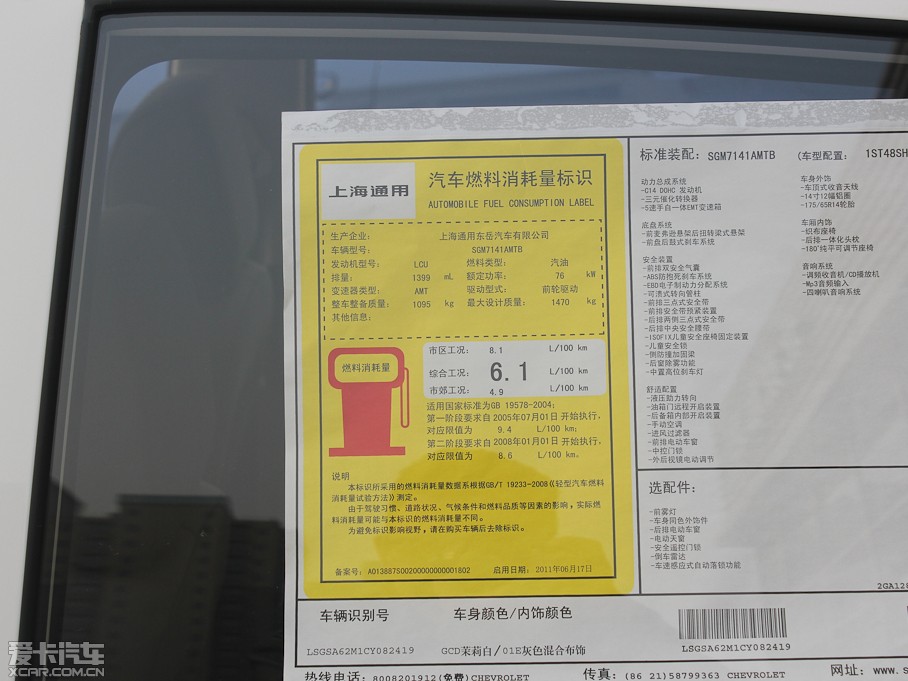 上海通用
汽车燃料消耗量标识
AUTOMOBILE FUEL CONSUMPTION LABEL
生产企业: 上海通用东岳汽车有限公司
车辆型号: SGM7141AMTB
发动机型号: LCU 燃料类型: 汽油
排量: 1399 mL 额定功率: 76 kW
变速器类型: AMT 驱动型式: 前轮驱动
整车整备质量: 1095 kg 最大设计质量: 1470 kg
其他信息:
燃料消耗量
市区工况: 8.1 L/100 km
综合工况: 6.1 L/100 km
市郊工况: 4.9 L/100 km
适用国家标准为GB 19578-2004;
第一阶段要求自2005年07月01日 开始执行,
对应限值为 9.4 L/100 km;
第二阶段要求自2008年01月01日 开始执行,
对应限值为 8.6 L/100 km。
说明
本标识所采用的燃料消耗量数据系根据GB/T 19233-2008《轻型汽车燃料
消耗量试验方法》测定。
由于驾驶习惯、道路状况、气候条件和燃料品质等因素的影响,实际燃
料消耗量可能与本标识的燃料消耗量不同。
为避免标识影响视野,请在购买车辆后去除标识。
备案号: A013887S00200000000001802 启用日期: 2011年06月17日
标准装配: SGM7141AMTB (车型配置: 1ST48SH
动力总成系统
-C14 DOHC 发动机
-三元催化转换器
-5速手自一体EMT变速箱
底盘系统
-前麦弗逊悬架后扭转梁式悬架
-前盘后鼓式刹车系统
安全装置
-前排双安全气囊
-ABS防抱死刹车系统
-EBD电子制动力分配系统
-可溃式转向管柱
-前排三点式安全带
-前排安全带预紧装置
-后排两侧三点式安全带
-后排中央安全腰带
-ISOFIX儿童安全座椅固定装置
-儿童安全锁
-侧防撞加固梁
-后窗除雾功能
-中置高位刹车灯
舒适配置
-液压助力转向
-油箱门远程开启装置
-后备箱内部开启装置
-手动空调
-进风过滤器
-前排电动车窗
-中控门锁
-外后视镜电动调节
车身外饰
-车顶式收音天线
-14寸12幅铝圈
-175/65R14轮胎
车厢内饰
-织布座椅
-后排一体化头枕
-180°纯平可调节座椅
音响系统
-调频收音机/CD播放机
-Mp3音频输入
-四喇叭音响系统
选配件:
-前雾灯
-车身同色外饰件
-后排电动车窗
-电动天窗
-安全遥控门锁
-倒车雷达
-车速感应式自动落锁功能
2GA128
车辆识别号 车身颜色/内饰颜色
LSGSA62M1CY082419 GCD茉莉白/01E灰色混合布饰 LSGSA62M1CY082419
热线电话: 8008201912(免费)CHEVROLET 传真: (86 21)58799363 CHEVROLET 网址: www.s
爱卡汽车
XCAR.COM.CN